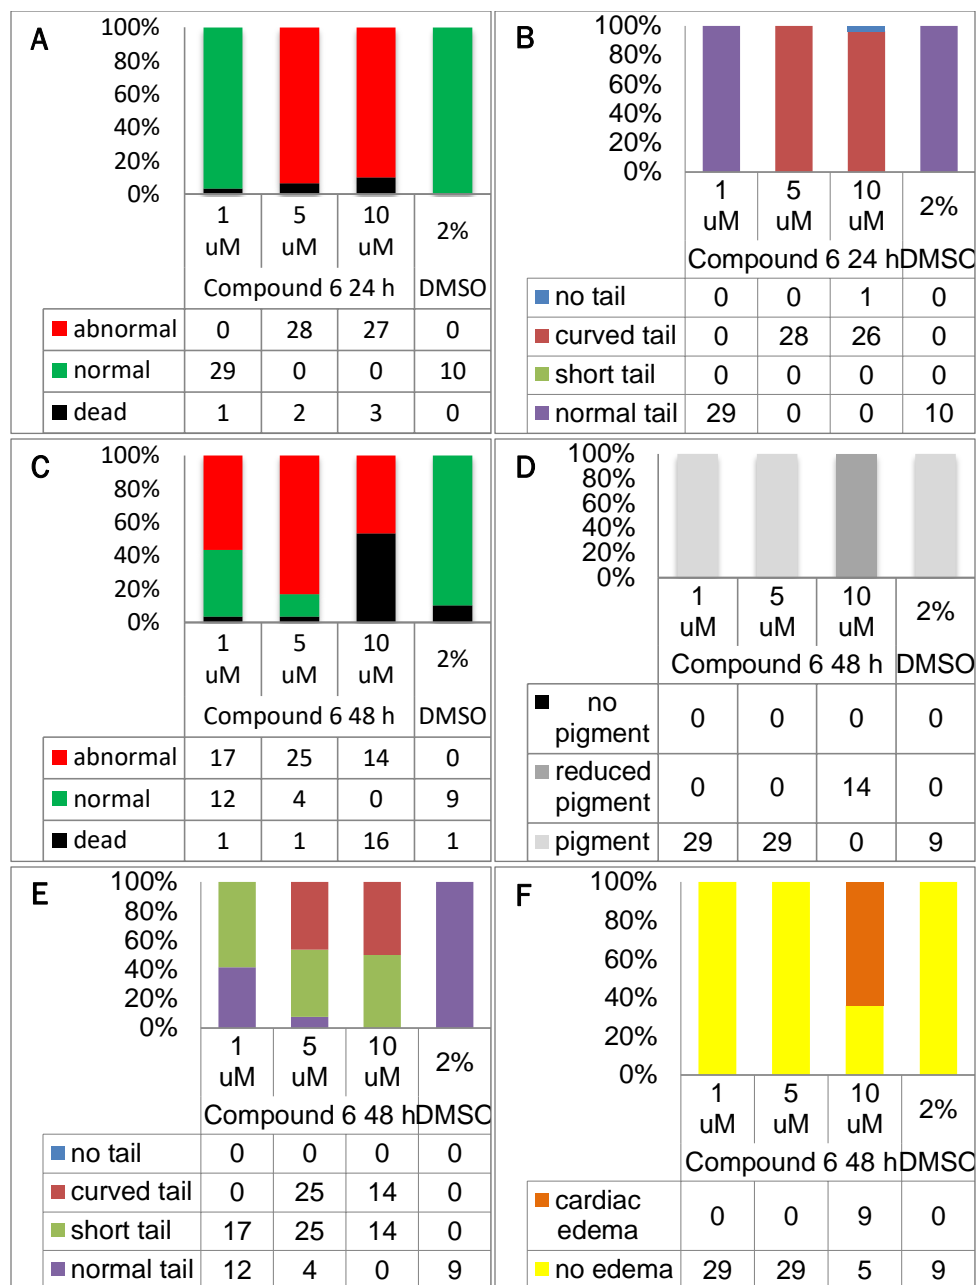 A
100%
80%
60%
40%
20%
0%
1 uM
5 uM
10 uM
2%
Compound 6 24 h
DMSO
abnormal 0 28 27 0
normal 29 0 0 10
dead 1 2 3 0
B
100%
80%
60%
40%
20%
0%
1 uM
5 uM
10 uM
2%
Compound 6 24 h
DMSO
no tail 0 0 1 0
curved tail 0 28 26 0
short tail 0 0 0 0
normal tail 29 0 0 10
C
100%
80%
60%
40%
20%
0%
1 uM
5 uM
10 uM
2%
Compound 6 48 h
DMSO
abnormal 17 25 14 0
normal 12 4 0 9
dead 1 1 16 1
D
100%
80%
60%
40%
20%
0%
1 uM
5 uM
10 uM
2%
Compound 6 48 h
DMSO
no pigment 0 0 0 0
reduced pigment 0 0 14 0
pigment 29 29 0 9
E
100%
80%
60%
40%
20%
0%
1 uM
5 uM
10 uM
2%
Compound 6 48 h
DMSO
no tail 0 0 0 0
curved tail 0 25 14 0
short tail 17 25 14 0
normal tail 12 4 0 9
F
100%
80%
60%
40%
20%
0%
1 uM
5 uM
10 uM
2%
Compound 6 48 h
DMSO
cardiac edema 0 0 9 0
no edema 29 29 5 9